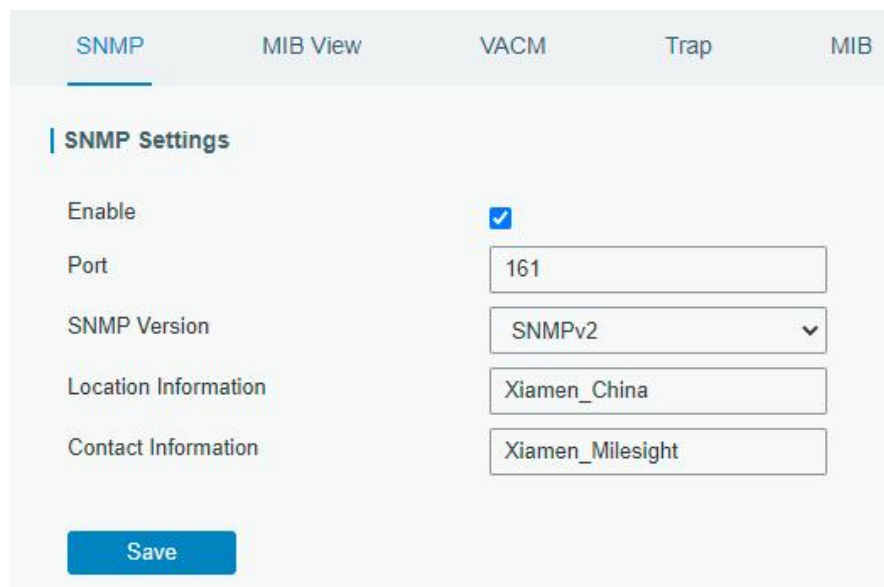 SNMP MIB View VACM Trap MIB
SNMP Settings
Enable
Port 161
SNMP Version SNMPv2
Location Information Xiamen_China
Contact Information Xiamen_Milesight
Save